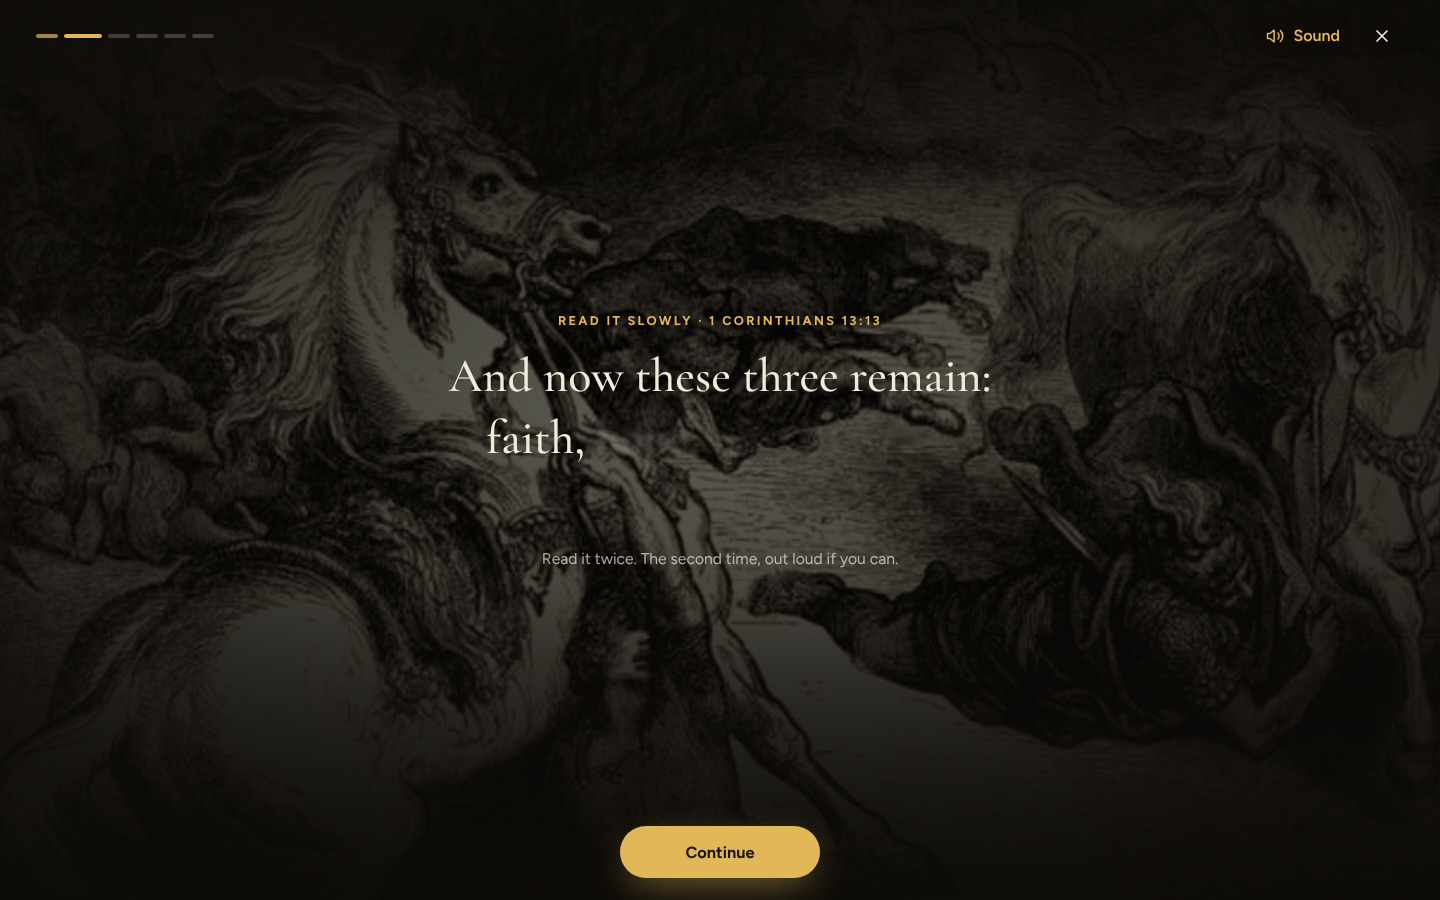 Sound
READ IT SLOWLY · 1 CORINTHIANS 13:13
And now these three remain:
faith,
Read it twice. The second time, out loud if you can.
Continue